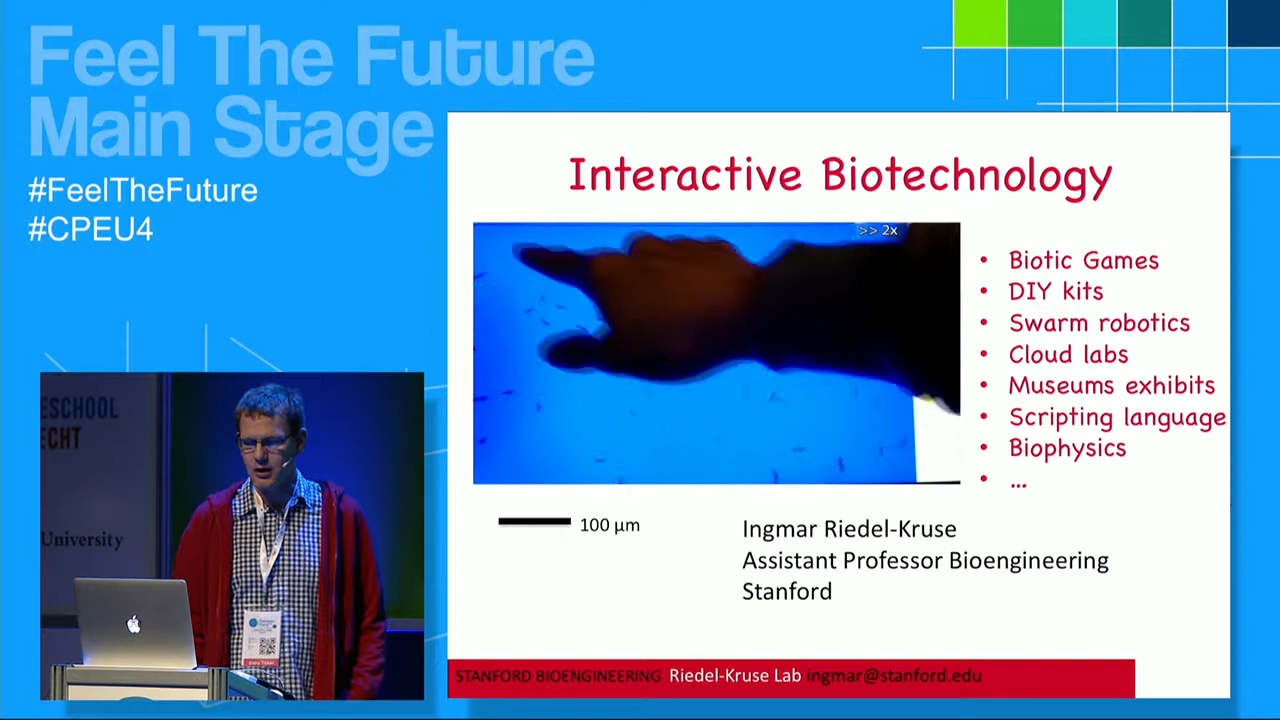 Feel The Future
Main Stage
#FeelTheFuture
#CPEU4
Interactive Biotechnology
>> 2x
• Biotic Games
• DIY kits
• Swarm robotics
• Cloud labs
• Museums exhibits
• Scripting language
• Biophysics
• ...
100 µm
Ingmar Riedel-Kruse
Assistant Professor Bioengineering
Stanford
STANFORD BIOENGINEERING Riedel-Kruse Lab ingmar@stanford.edu
ESCHOOL
ECHT
University